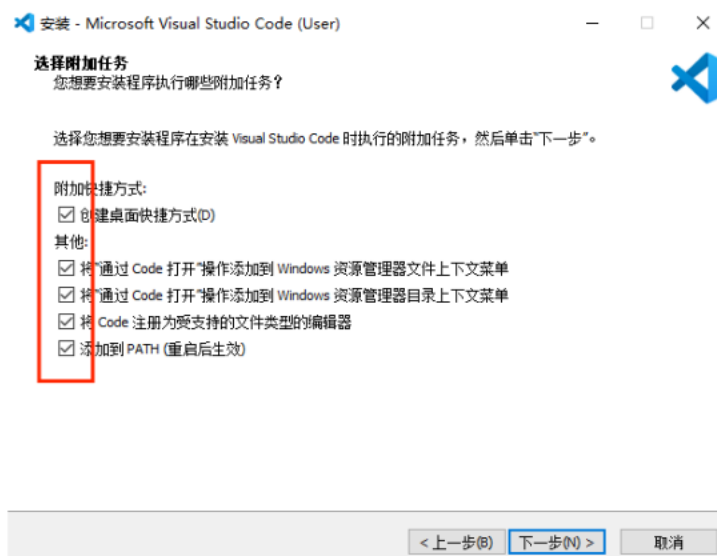 安装 - Microsoft Visual Studio Code (User)
选择附加任务
您想要安装程序执行哪些附加任务？
选择您想要安装程序在安装 Visual Studio Code 时执行的附加任务，然后单击“下一步”。
附加快捷方式:
创建桌面快捷方式(D)
其他:
将“通过 Code 打开”操作添加到 Windows 资源管理器文件上下文菜单
将“通过 Code 打开”操作添加到 Windows 资源管理器目录上下文菜单
将 Code 注册为受支持的文件类型的编辑器
添加到 PATH (重启后生效)
< 上一步(B) 下一步(N) > 取消